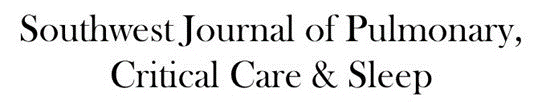 Southwest Journal of Pulmonary,
Critical Care & Sleep